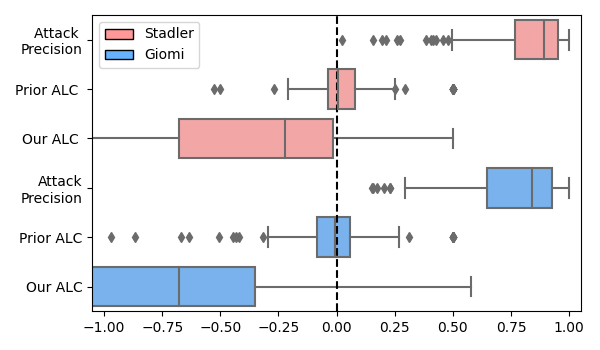 Stadler
Giomi
Attack
Precision
Prior ALC
Our ALC
Attack
Precision
Prior ALC
Our ALC
−1.00 −0.75 −0.50 −0.25 0.00 0.25 0.50 0.75 1.00